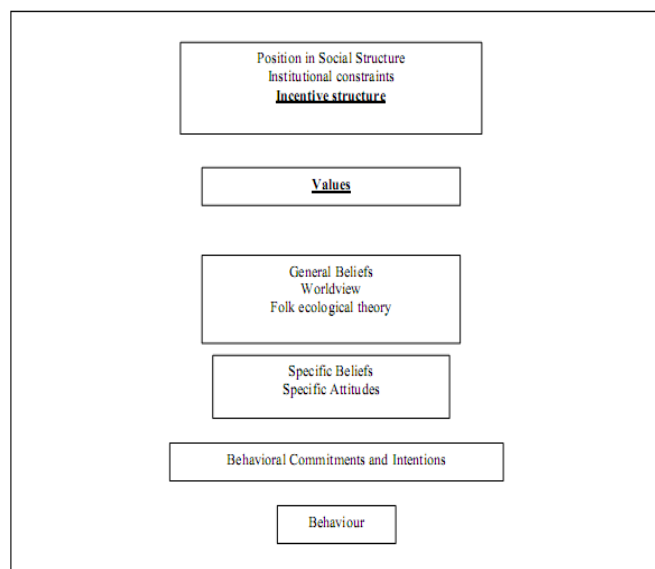 Position in Social Structure
Institutional constraints
Incentive structure
Values
General Beliefs
Worldview
Folk ecological theory
Specific Beliefs
Specific Attitudes
Behavioral Commitments and Intentions
Behaviour